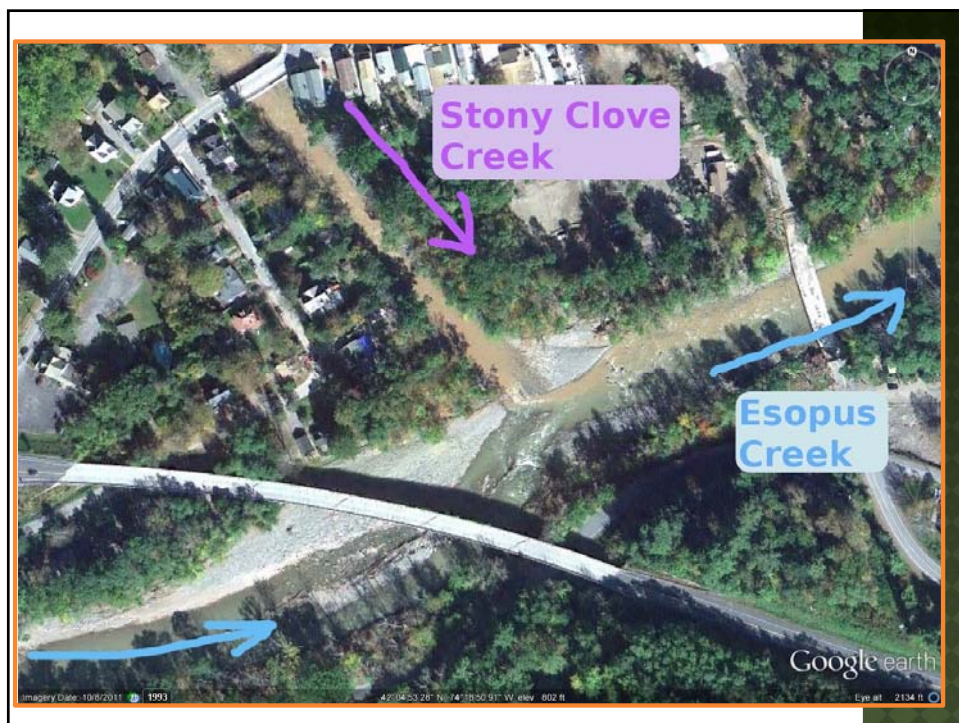 N
Stony Clove
Creek
Esopus
Creek
Google earth
Imagery Date: 10/8/2011 1993
42°04'53.26" N 74°18'50.91" W elev 802 ft
Eye alt 2134 ft